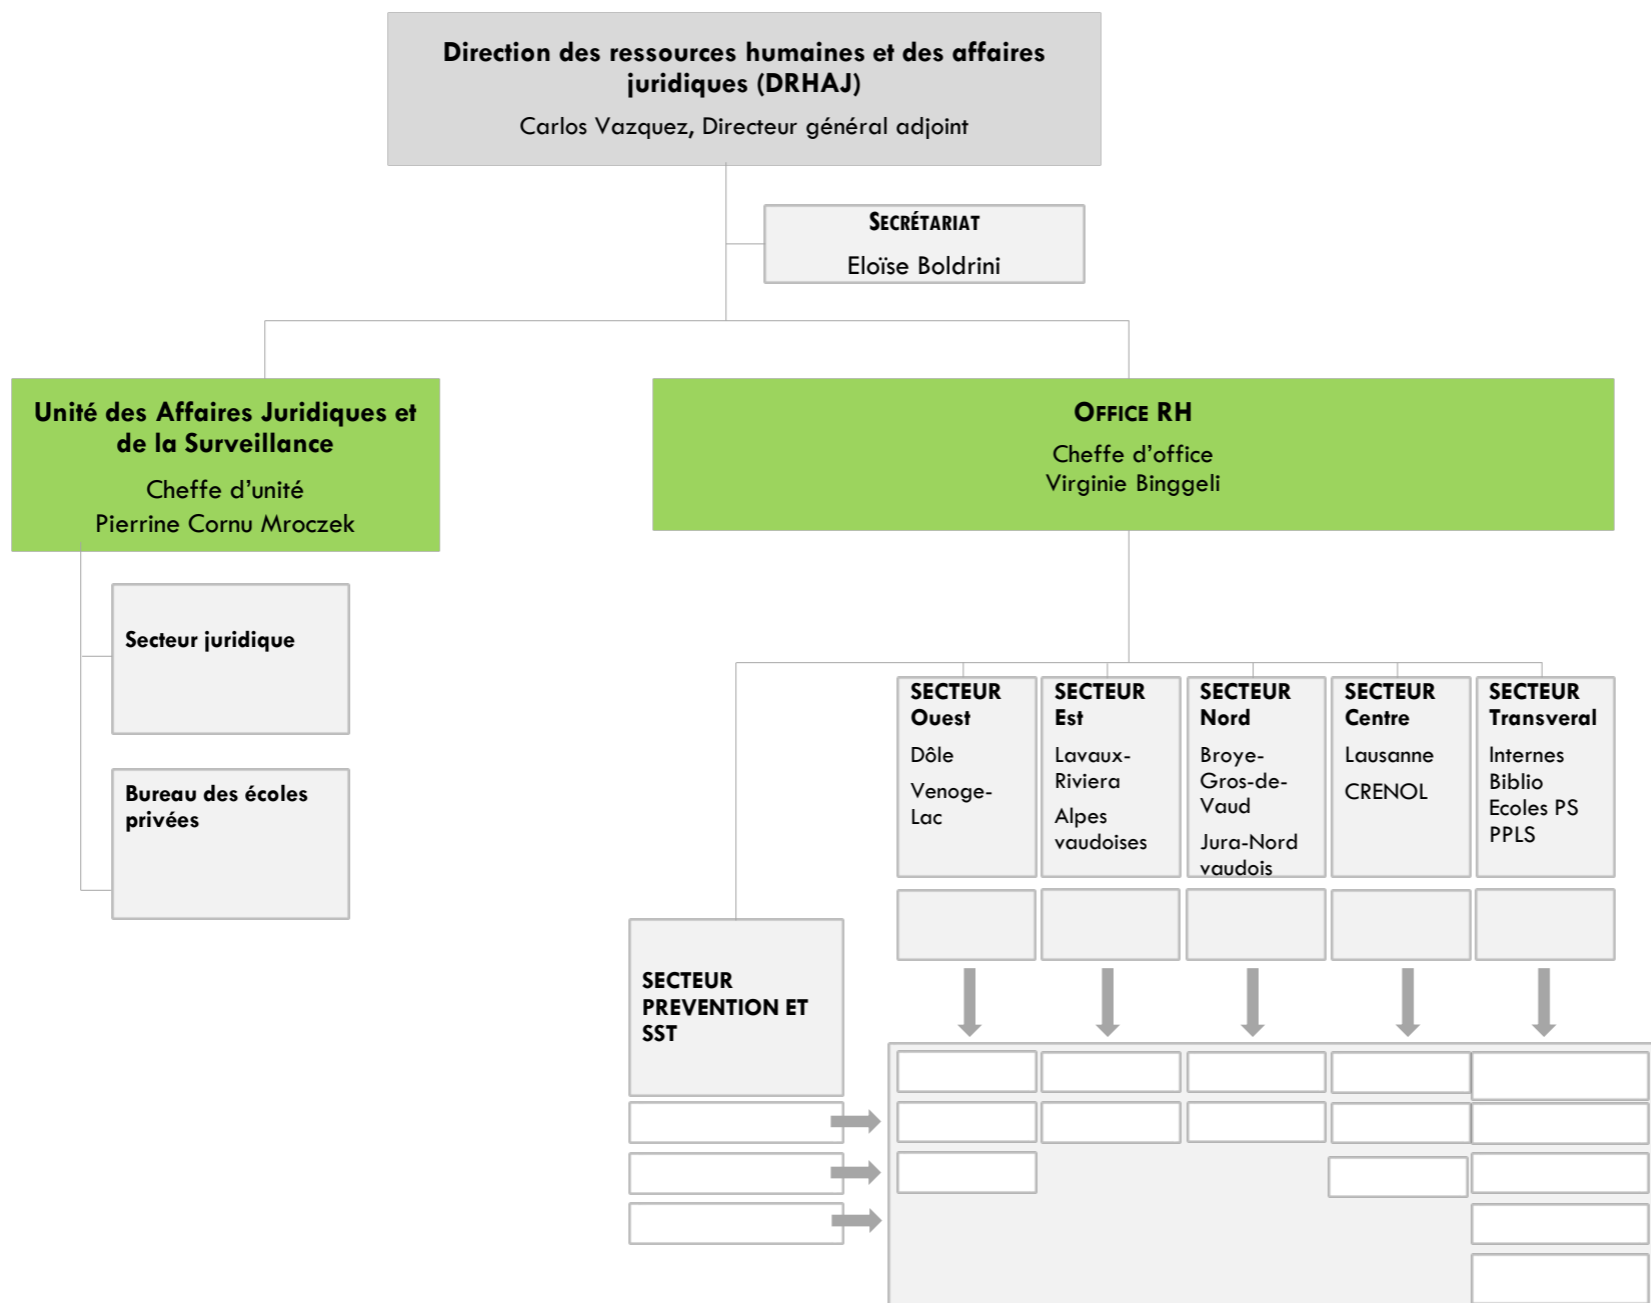 Direction des ressources humaines et des affaires
juridiques (DRHAJ)
Carlos Vazquez, Directeur général adjoint
SECRÉTARIAT
Eloïse Boldrini
Unité des Affaires Juridiques et
de la Surveillance
Cheffe d'unité
Pierrine Cornu Mroczek
OFFICE RH
Cheffe d'office
Virginie Binggeli
Secteur juridique
Bureau des écoles
privées
SECTEUR
Ouest
Dôle
Venoge-
Lac
SECTEUR
Est
Lavaux-
Riviera
Alpes
vaudoises
SECTEUR
Nord
Broye-
Gros-de-
Vaud
Jura-Nord
vaudois
SECTEUR
Centre
Lausanne
CRENOL
SECTEUR
Transveral
Internes
Biblio
Ecoles PS
PPLS
SECTEUR
PREVENTION ET
SST